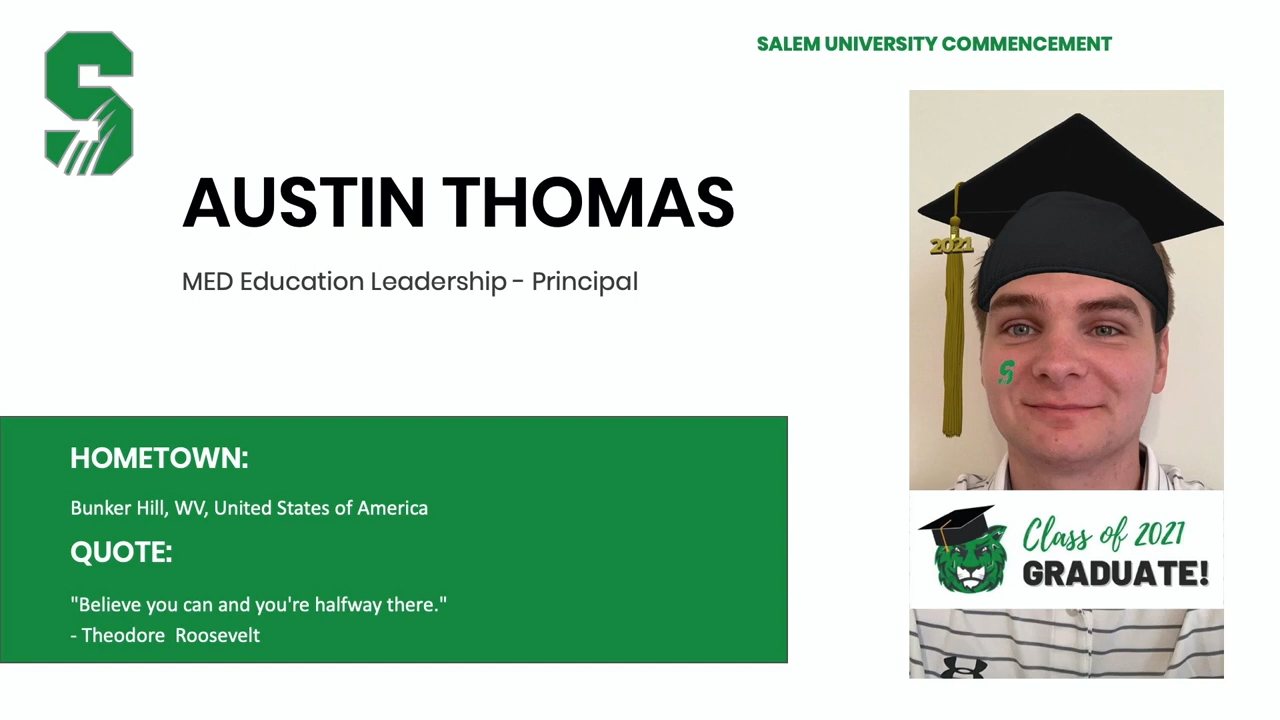 SALEM UNIVERSITY COMMENCEMENT
S
AUSTIN THOMAS
MED Education Leadership - Principal
2021
S
HOMETOWN:
Bunker Hill, WV, United States of America
QUOTE:
"Believe you can and you're halfway there."
- Theodore  Roosevelt
Class of 2021
GRADUATE!